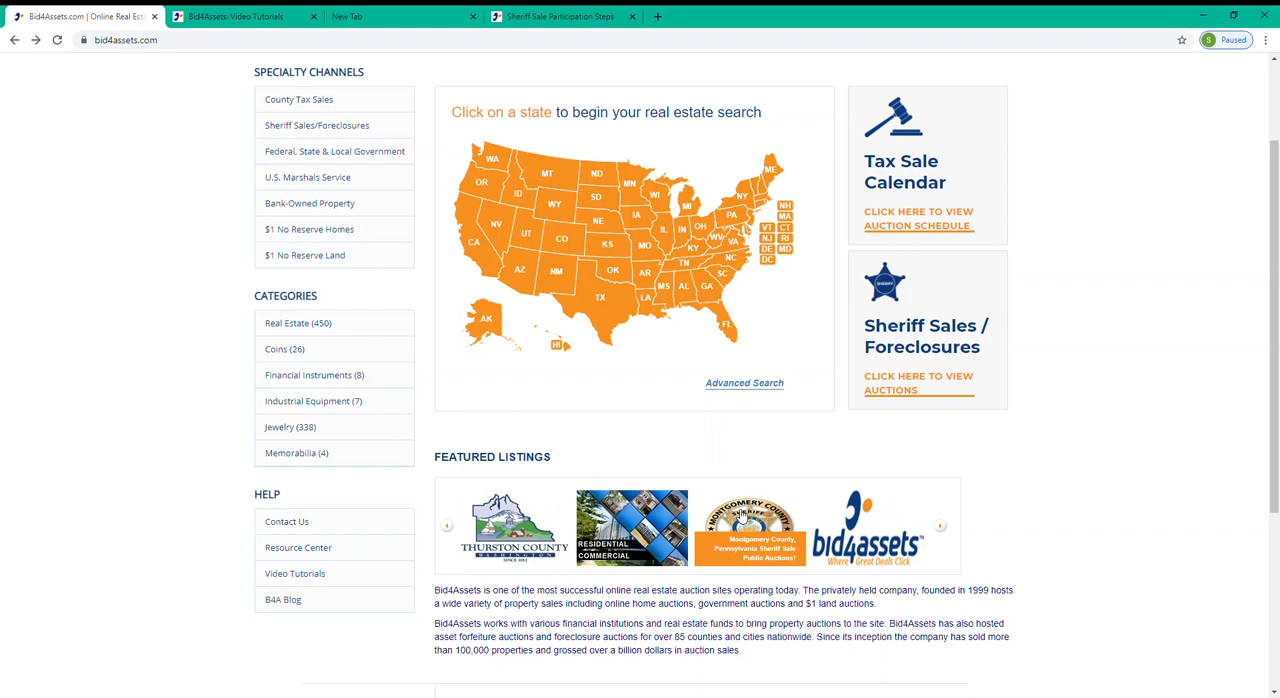 Bid4Assets.com | Online Real Esta
Bid4Assets: Video Tutorials
New Tab
Sheriff Sale Participation Steps
bid4assets.com
S
Paused
SPECIALTY CHANNELS
County Tax Sales
Sheriff Sales/Foreclosures
Federal, State & Local Government
U.S. Marshals Service
Bank-Owned Property
$1 No Reserve Homes
$1 No Reserve Land
CATEGORIES
Real Estate (450)
Coins (26)
Financial Instruments (8)
Industrial Equipment (7)
Jewelry (338)
Memorabilia (4)
HELP
Contact Us
Resource Center
Video Tutorials
B4A Blog
Click on a state to begin your real estate search
WA
MT
ND
MN
ME
OR
ID
WY
SD
WI
MI
NY
NH
MA
NV
UT
CO
NE
IA
IL
IN
OH
PA
VT
CT
NJ
RI
CA
KS
MO
KY
WV
VA
DE
MD
DC
AZ
NM
OK
AR
TN
NC
SC
TX
LA
MS
AL
GA
FL
AK
HI
Advanced Search
Tax Sale
Calendar
CLICK HERE TO VIEW
AUCTION SCHEDULE
SHERIFF
Sheriff Sales /
Foreclosures
CLICK HERE TO VIEW
AUCTIONS
FEATURED LISTINGS
THURSTON COUNTY
WASHINGTON
SINCE 1852
RESIDENTIAL
COMMERCIAL
MONTGOMERY COUNTY
SHERIFF
Montgomery County,
Pennsylvania Sheriff Sale
Public Auctions!
bid4assets™
Where Great Deals Click
Bid4Assets is one of the most successful online real estate auction sites operating today. The privately held company, founded in 1999 hosts
a wide variety of property sales including online home auctions, government auctions and $1 land auctions.
Bid4Assets works with various financial institutions and real estate funds to bring property auctions to the site. Bid4Assets has also hosted
asset forfeiture auctions and foreclosure auctions for over 85 counties and cities nationwide. Since its inception the company has sold more
than 100,000 properties and grossed over a billion dollars in auction sales.